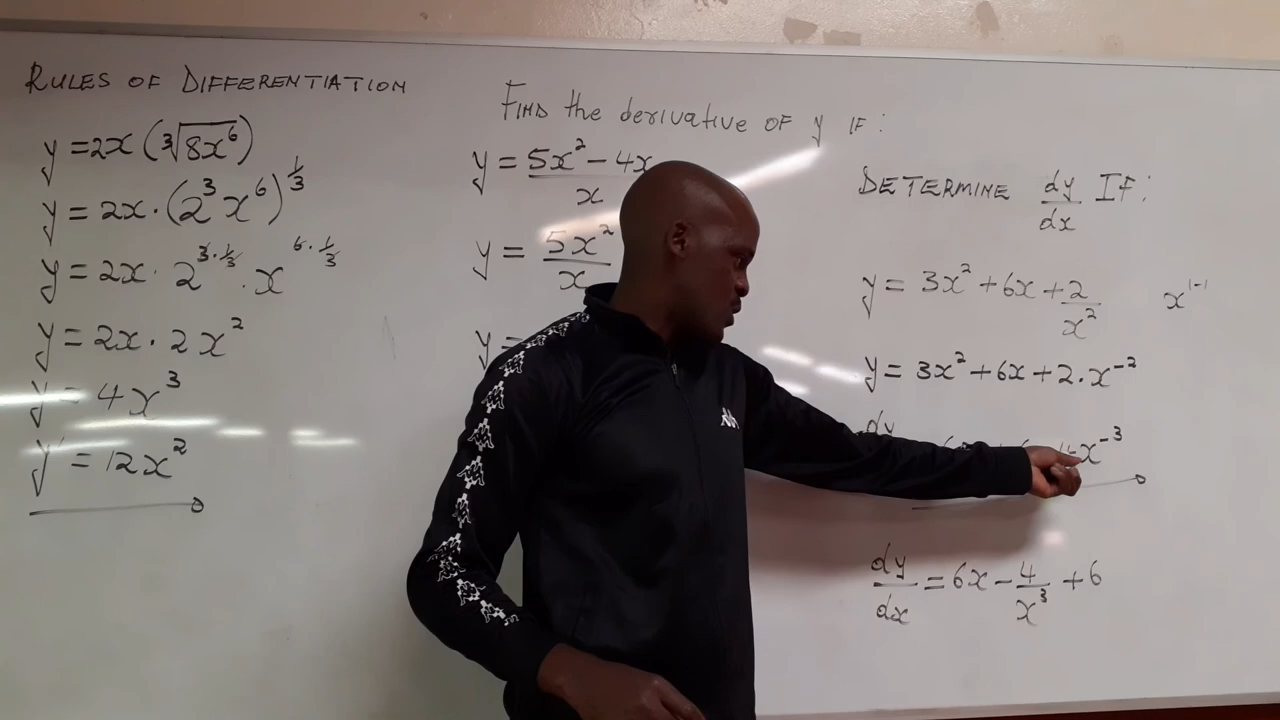 RULES OF DIFFERENTIATION
y = 2x (∛8x⁶)
y = 2x · (2³ x⁶)^(1/3)
y = 2x · 2^(3·1/3) · x^(6·1/3)
y = 2x · 2x²
y = 4x³
y' = 12x²
FIND the derivative OF y IF :
y = (5x² – 4x)/x
y = 5x²/x
y =
DETERMINE dy/dx IF :
y = 3x² + 6x + 2/x²
x^(1-1)
y = 3x² + 6x + 2 . x⁻²
x⁻³
dy/dx = 6x – 4/x³ + 6